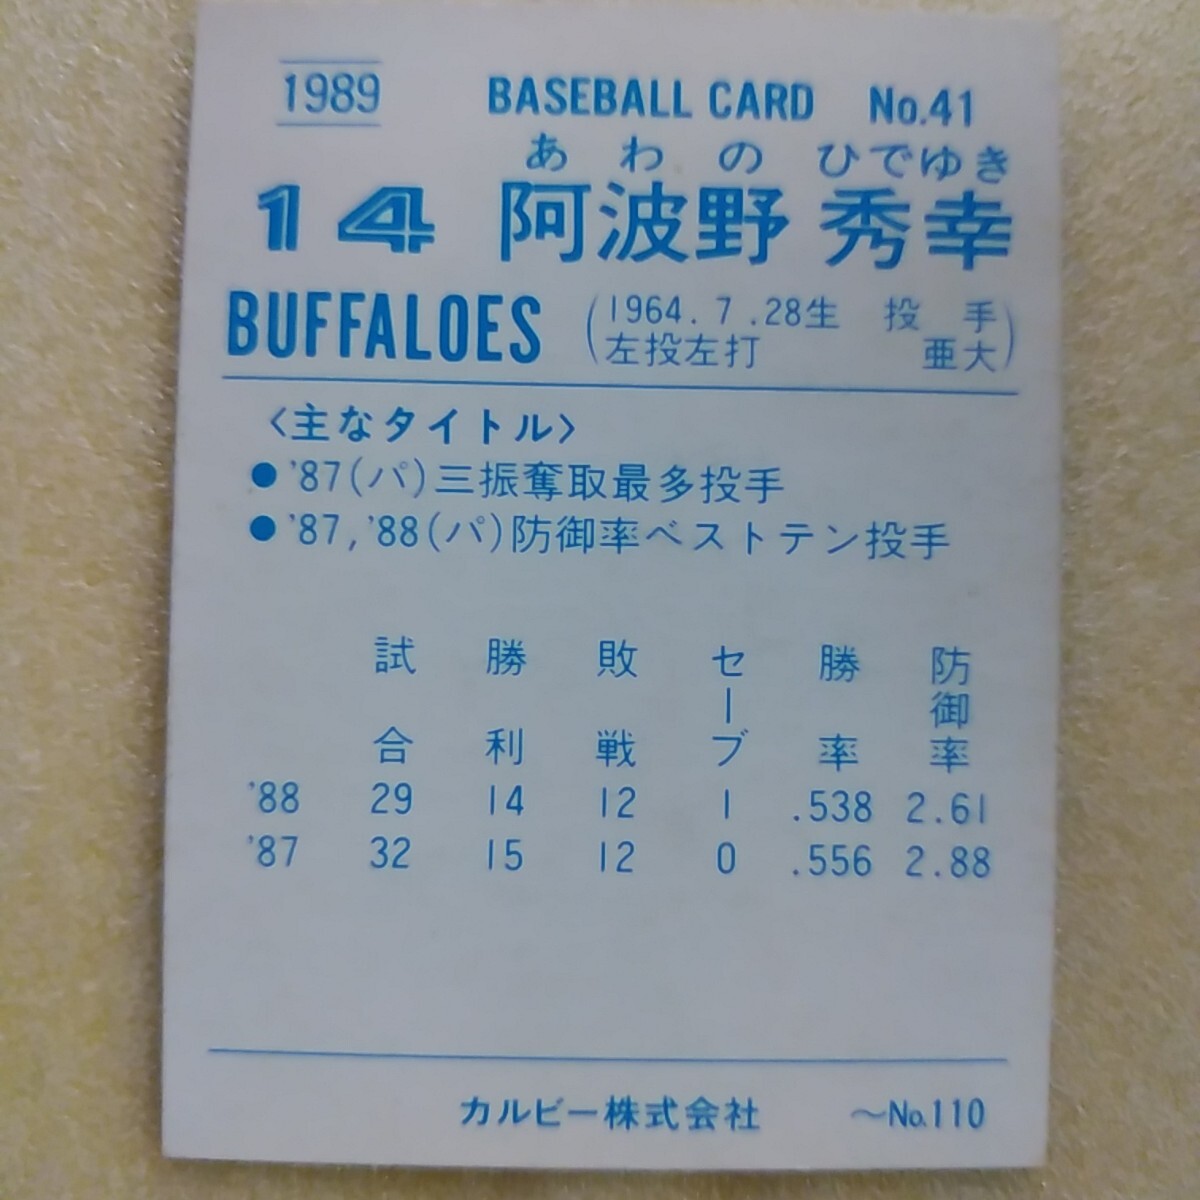 1989 BASEBALL CARD No.41
あわの ひでゆき
14 阿波野 秀幸
BUFFALOES (1964.7.28生 投手
左投左打 亜大)
〈主なタイトル〉
●'87(パ)三振奪取最多投手
●'87,'88(パ)防御率ベストテン投手
試合 勝利 敗戦 セーブ 勝率 防御率
'88 29 14 12 1 .538 2.61
'87 32 15 12 0 .556 2.88
カルビー株式会社 〜No.110